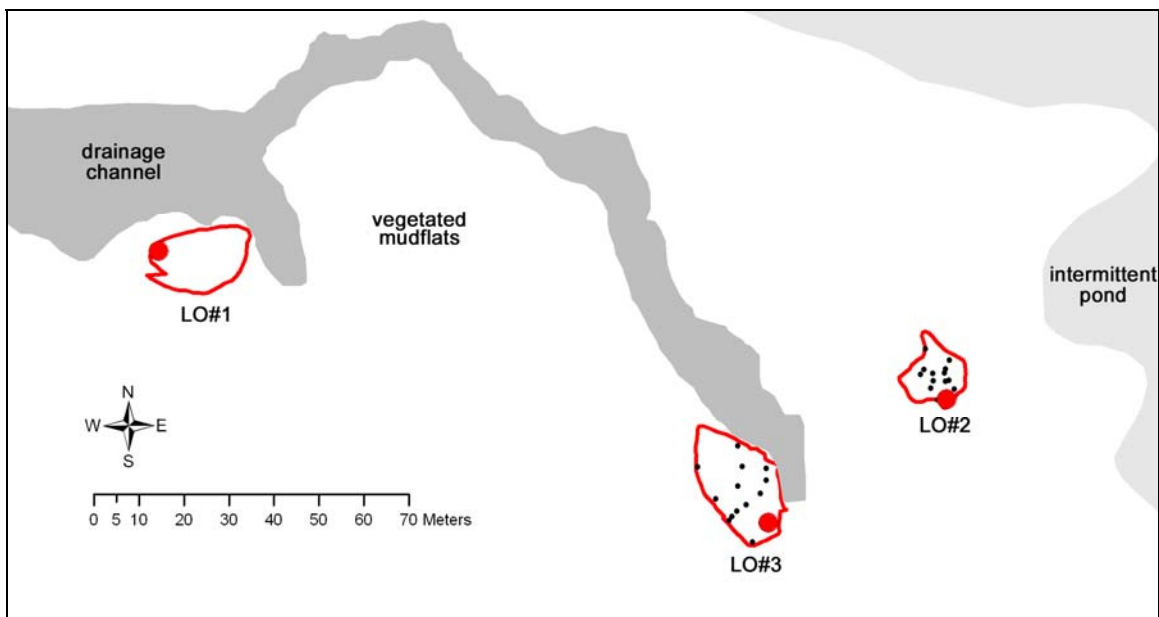 drainage
channel
vegetated
mudflats
intermittent
pond
LO#1
LO#2
LO#3
N
W E
S
0 5 10 20 30 40 50 60 70 Meters